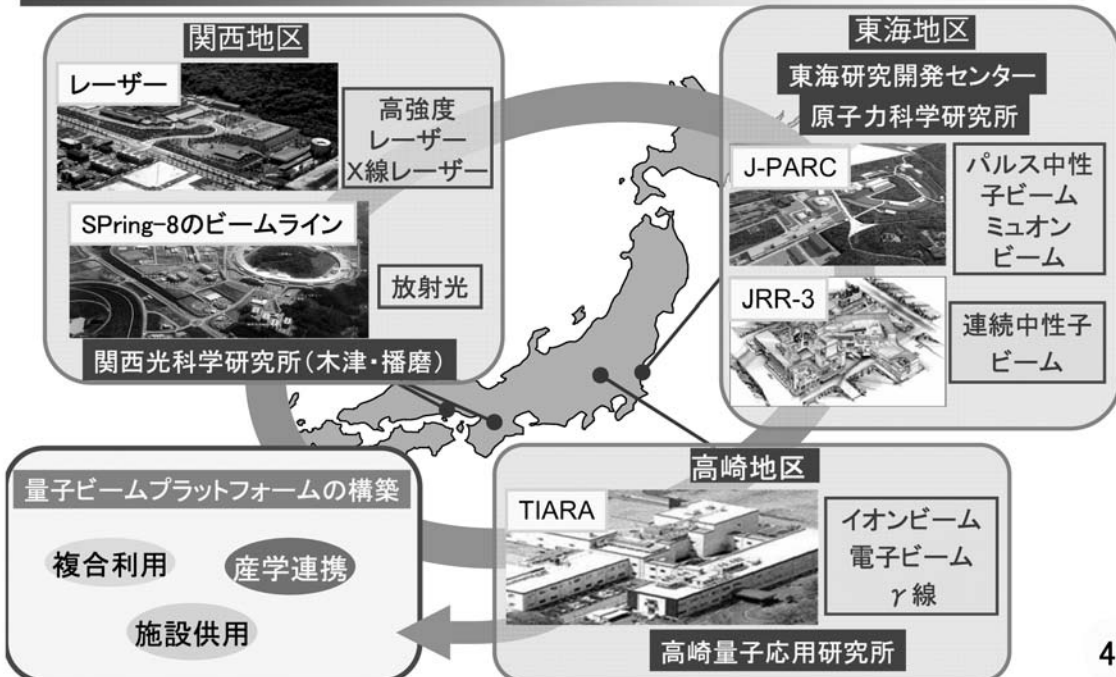 関西地区
レーザー
高強度
レーザー
X線レーザー
SPring-8のビームライン
放射光
関西光科学研究所(木津・播磨)
東海地区
東海研究開発センター
原子力科学研究所
J-PARC
パルス中性
子ビーム
ミュオン
ビーム
JRR-3
連続中性子
ビーム
量子ビームプラットフォームの構築
複合利用
産学連携
施設供用
高崎地区
TIARA
イオンビーム
電子ビーム
γ線
高崎量子応用研究所
4